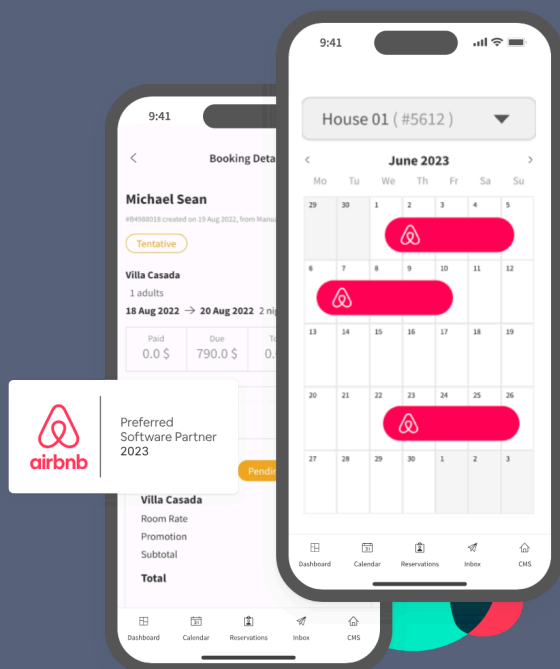 9:41
House 01 ( #5612 )
June 2023
Mo Tu We Th Fr Sa Su
29 30 1 2 3 4 5
6 7 8 9 10 11 12
13 14 15 16 17 18 19
20 21 22 23 24 25 26
27 28 29 30 1 2 3
Dashboard Calendar Reservations Inbox CMS
9:41
Booking Deta
Michael Sean
#B4988018 created on 19 Aug 2022, from Manua
Tentative
Villa Casada
1 adults
18 Aug 2022 → 20 Aug 2022 2 nig
Paid Due To
0.0 $ 790.0 $ 0.
Pendin
Villa Casada
Room Rate
Promotion
Subtotal
Total
Dashboard Calendar Reservations Inbox CMS
airbnb
Preferred
Software Partner
2023